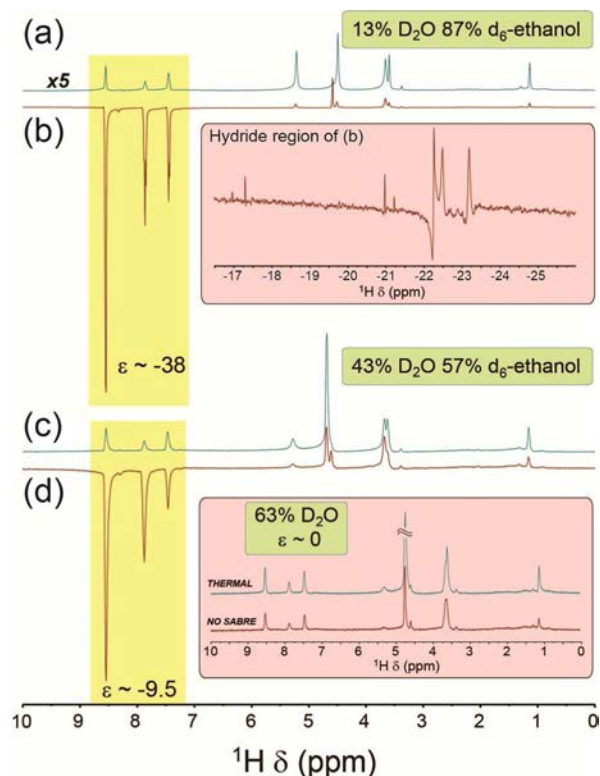 (a)
13% D₂O 87% d₆-ethanol
x5
(b)
Hydride region of (b)
-17 -18 -19 -20 -21 -22 -23 -24 -25
¹H δ (ppm)
ε ~ -38
43% D₂O 57% d₆-ethanol
(c)
(d)
63% D₂O
ε ~ 0
THERMAL
NO SABRE
10 9 8 7 6 5 4 3 2 1 0
¹H δ (ppm)
ε ~ -9.5
10 9 8 7 6 5 4 3 2 1 0
¹H δ (ppm)